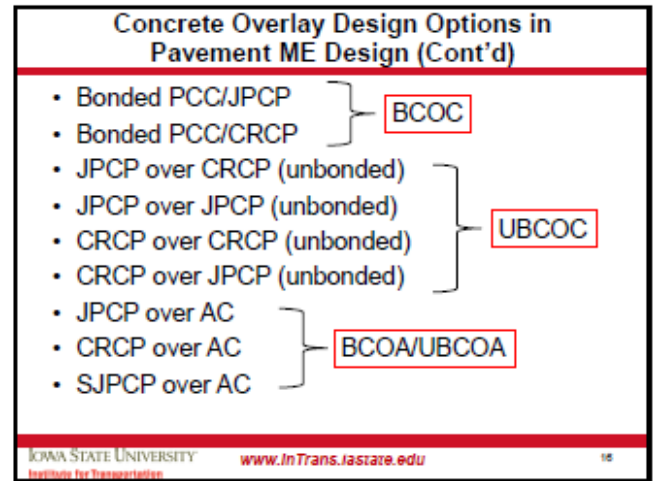 Concrete Overlay Design Options in
Pavement ME Design (Cont'd)
• Bonded PCC/JPCP
• Bonded PCC/CRCP
BCOC
• JPCP over CRCP (unbonded)
• JPCP over JPCP (unbonded)
• CRCP over CRCP (unbonded)
• CRCP over JPCP (unbonded)
UBCOC
• JPCP over AC
• CRCP over AC
• SJPCP over AC
BCOA/UBCOA
IOWA STATE UNIVERSITY
Institute for Transportation
www.InTrans.iastate.edu
16